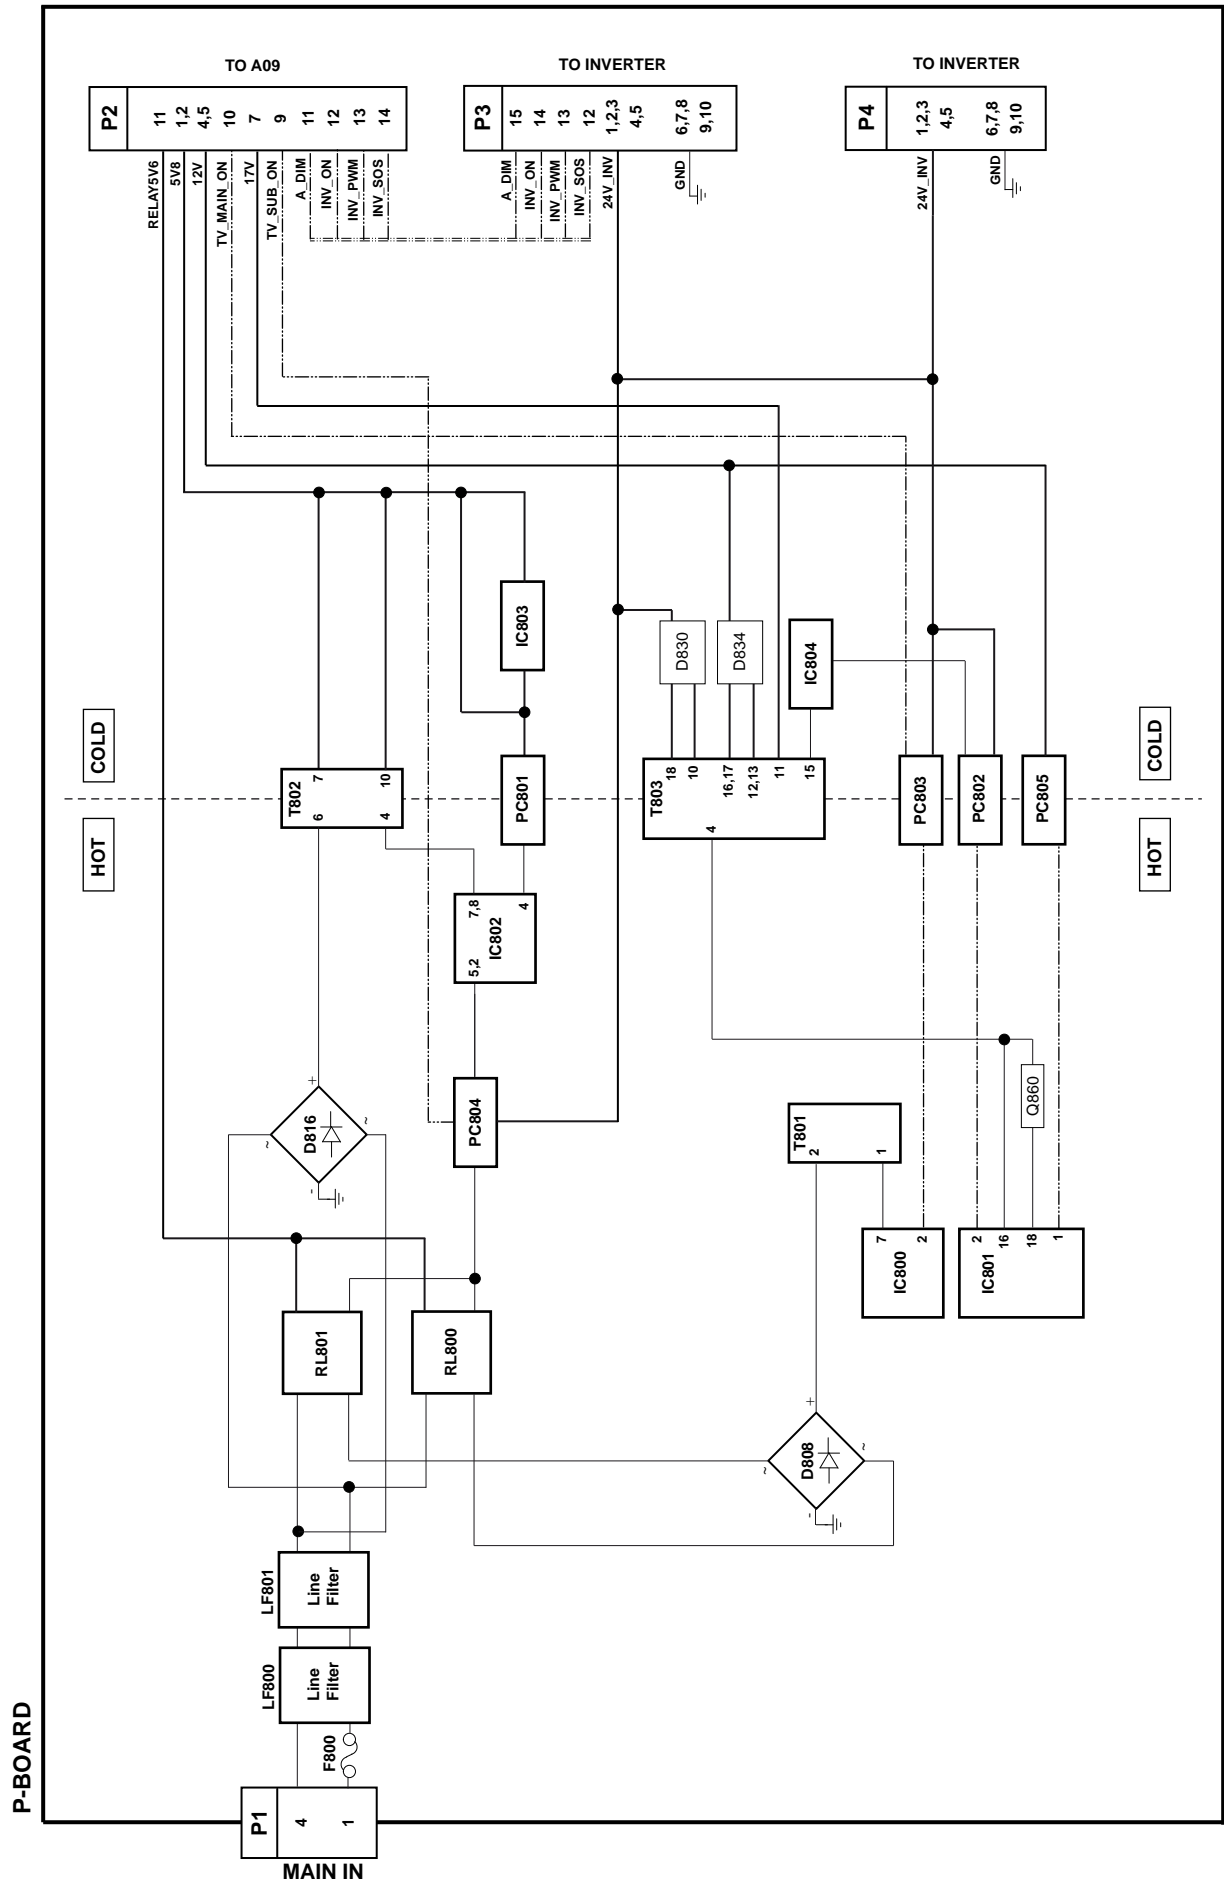 P-BOARD
TO A09
P2
11
1,2
4,5
10
7
9
11
12
13
14
RELAY5V6
5V8
12V
TV_MAIN_ON
17V
TV_SUB_ON
A_DIM
INV_ON
INV_PWM
INV_SOS
TO INVERTER
P3
15
14
13
12
1,2,3
4,5
6,7,8
9,10
A_DIM
INV_ON
INV_PWM
INV_SOS
24V_INV
GND
TO INVERTER
P4
1,2,3
4,5
6,7,8
9,10
24V_INV
GND
COLD
HOT
T802
7
10
6
4
IC803
PC801
IC802
7,8
4
5,2
PC804
D830
D834
IC804
T803
18
10
16,17
12,13
11
15
4
PC803
PC802
PC805
COLD
HOT
D816
+
-
~
~
T801
2
1
Q860
IC800
7
2
IC801
2
16
18
1
RL801
RL800
D808
+
-
~
~
LF801
Line
Filter
LF800
Line
Filter
F800
P1
4
1
MAIN IN